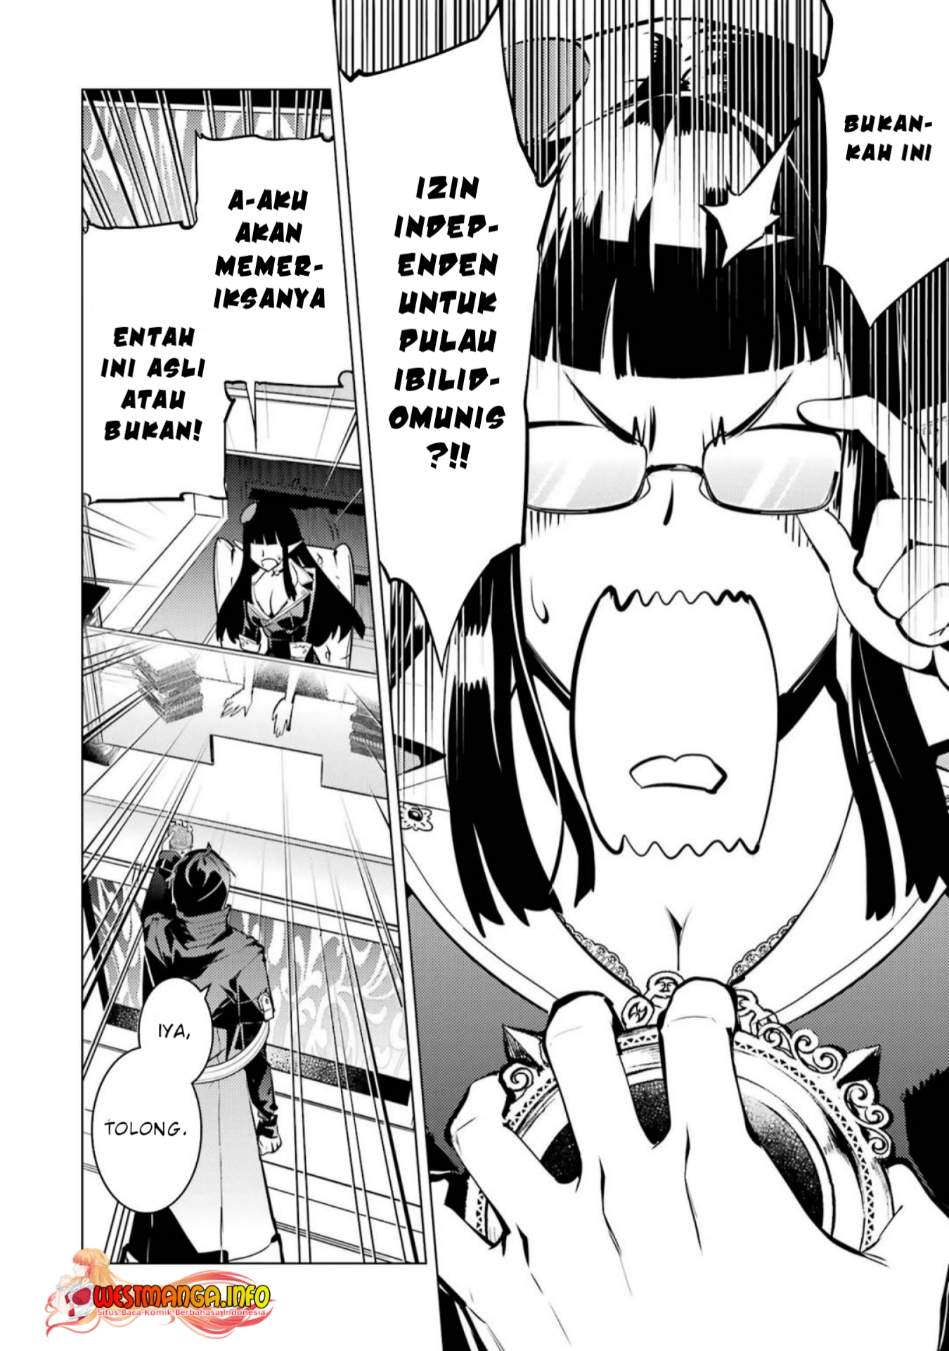 BUKAN-
KAH INI
IZIN
INDEP-
ENDEN
UNTUK
PULAU
IBILID-
OMUNIS
?!!
A-AKU
AKAN
MEMER-
IKSANYA
ENTAH
INI ASLI
ATAU
BUKAN!
IYA,
TOLONG.
WESTMANGA.INFO
Situs Baca Komik Berbahasa Indonesia